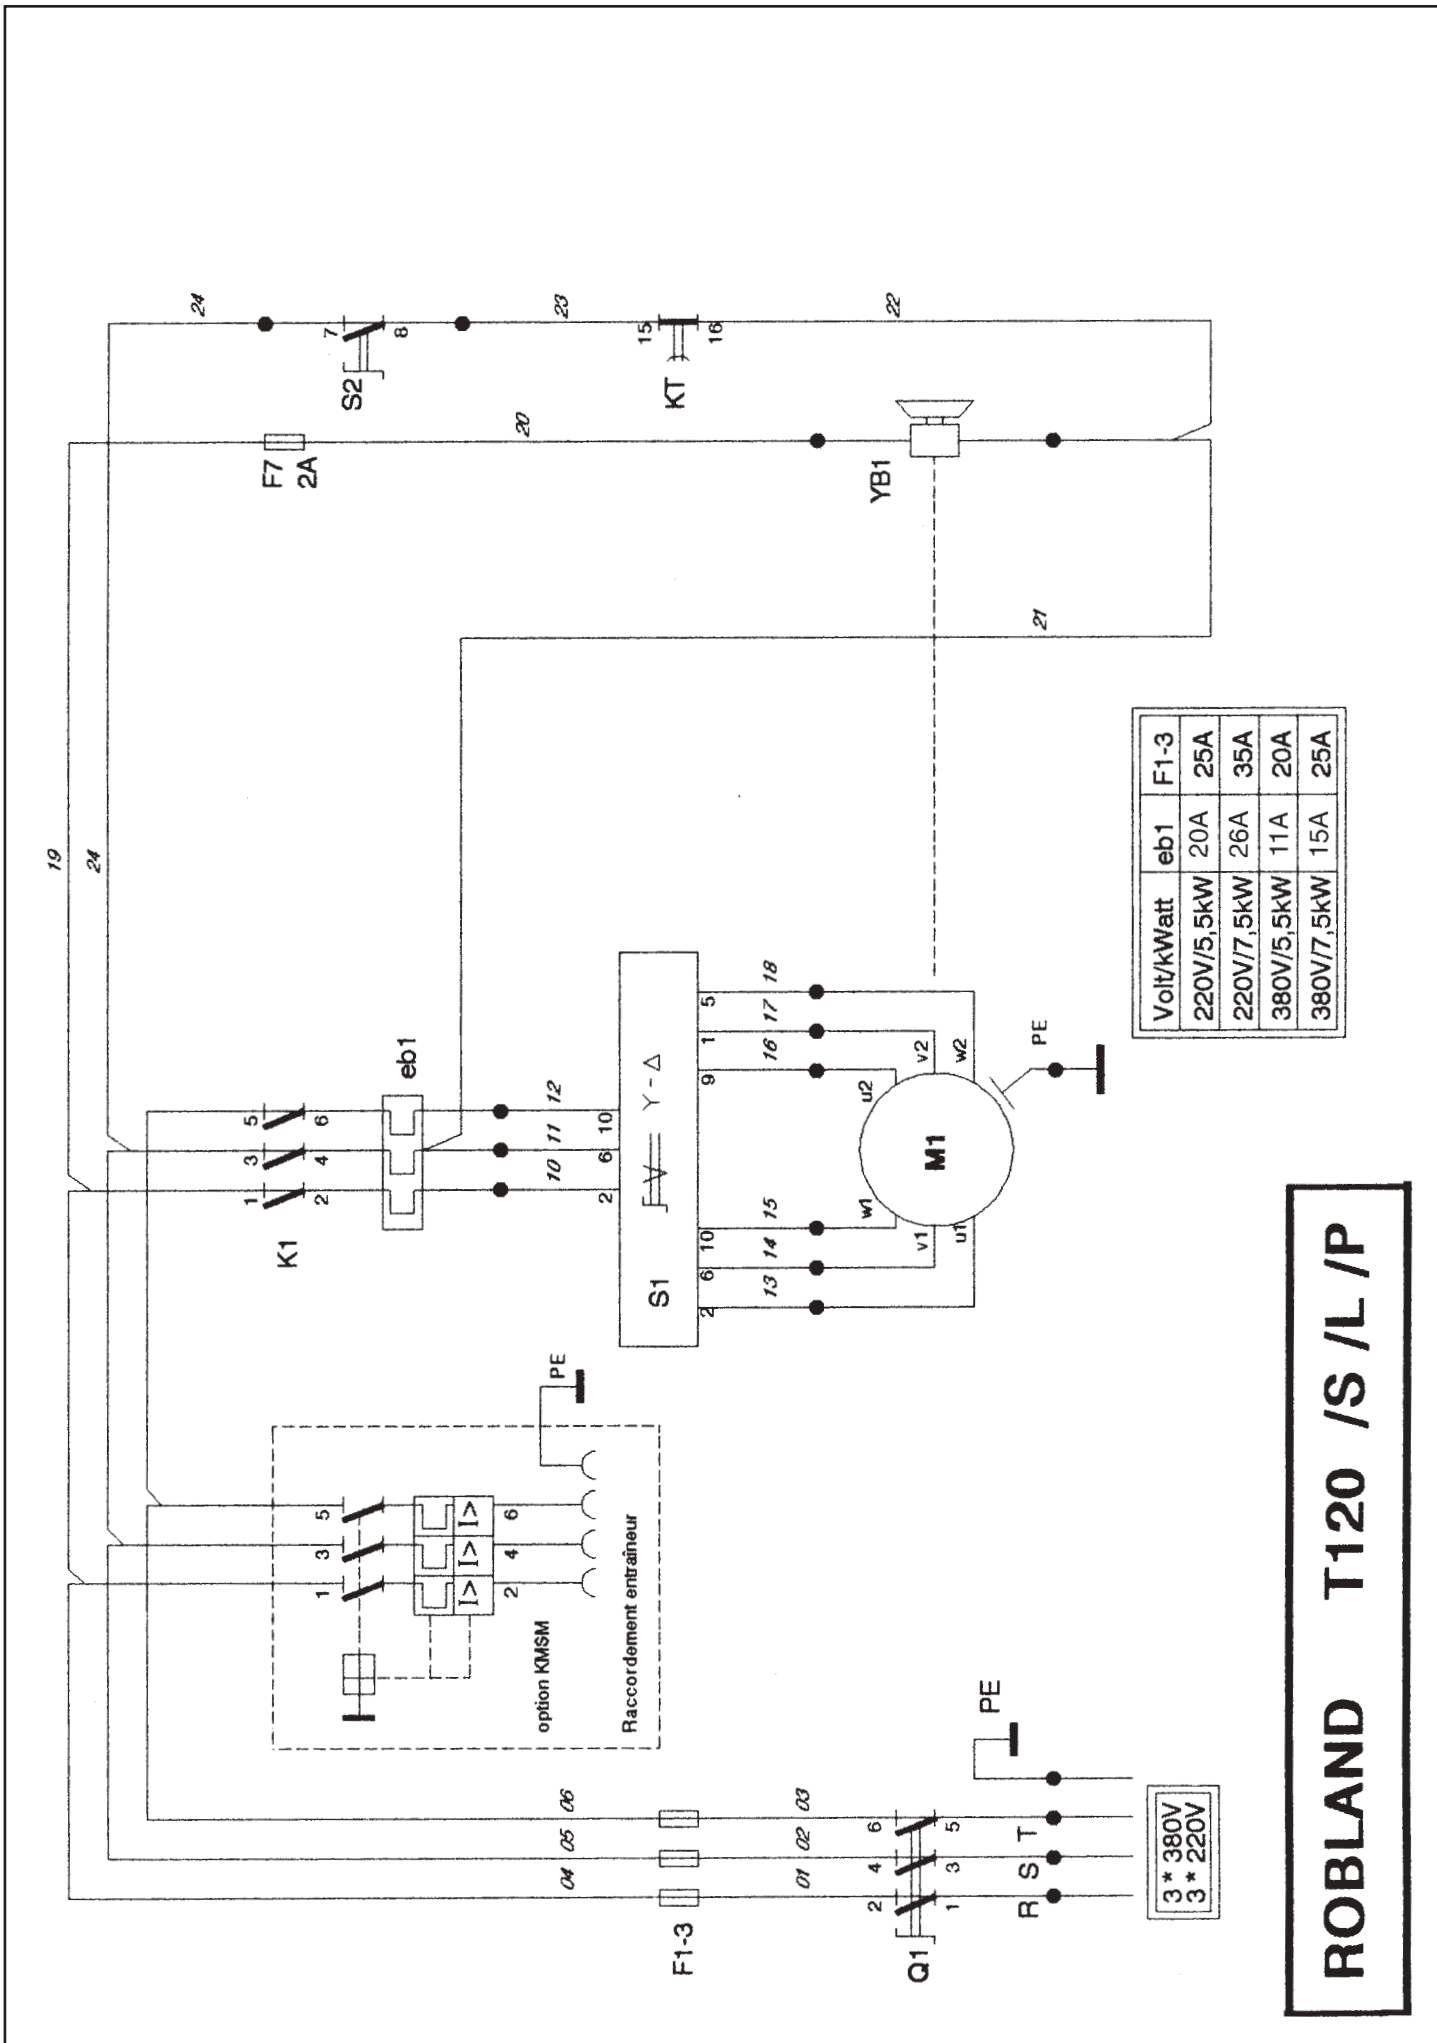 19
24
24
5
3
1
K1
6
4
2
eb1
F7
2A
7
S2
8
20
23
15
KT
16
22
5
3
1
I> I> I>
2 4 6
option KMSM
Raccordement entraîneur
PE
10 11 12
2 6 10
S1
Y - Δ
2 6 10 9 1 5
13 14 15 16 17 18
w1
v1
u1
u2
v2
w2
M1
PE
YB1
21
04 05 06
F1-3
01 02 03
2 4 6
Q1
1 3 5
R S T
PE
3 * 380V
3 * 220V
Volt/kWatt eb1 F1-3
220V/5,5kW 20A 25A
220V/7,5kW 26A 35A
380V/5,5kW 11A 20A
380V/7,5kW 15A 25A
ROBLAND T120 /S /L /P